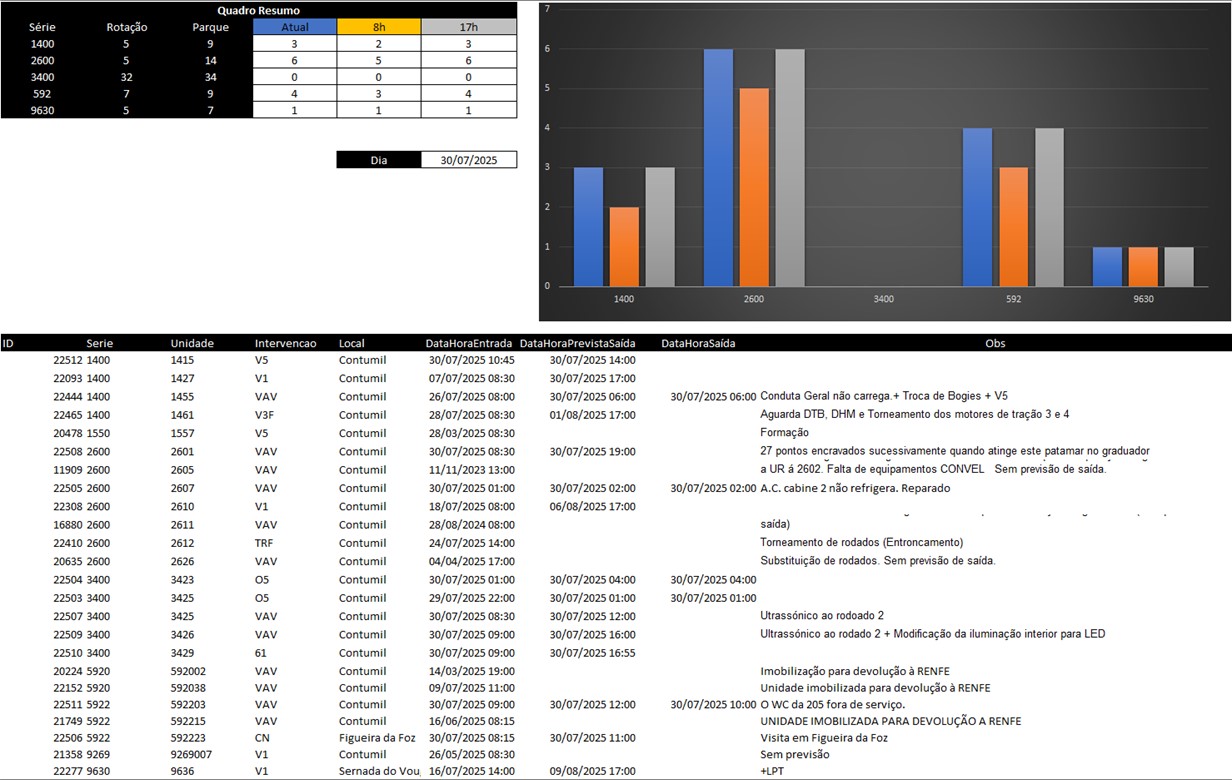 Quadro Resumo
Série Rotação Parque Atual 8h 17h
1400 5 9 3 2 3
2600 5 14 6 5 6
3400 32 34 0 0 0
592 7 9 4 3 4
9630 5 7 1 1 1
Dia 30/07/2025
7
6
5
4
3
2
1
0
1400 2600 3400 592 9630
ID Serie Unidade Intervencao Local DataHoraEntrada DataHoraPrevistaSaída DataHoraSaída Obs
22512 1400 1415 V5 Contumil 30/07/2025 10:45 30/07/2025 14:00
22093 1400 1427 V1 Contumil 07/07/2025 08:30 30/07/2025 17:00
22444 1400 1455 VAV Contumil 26/07/2025 08:00 30/07/2025 06:00 30/07/2025 06:00 Conduta Geral não carrega.+ Troca de Bogies + V5
22465 1400 1461 V3F Contumil 28/07/2025 08:30 01/08/2025 17:00 Aguarda DTB, DHM e Torneamento dos motores de tração 3 e 4
20478 1550 1557 V5 Contumil 28/03/2025 08:30 Formação
22508 2600 2601 VAV Contumil 30/07/2025 08:30 30/07/2025 19:00 27 pontos encravados sucessivamente quando atinge este patamar no graduador
11909 2600 2605 VAV Contumil 11/11/2023 13:00 a UR á 2602. Falta de equipamentos CONVEL Sem previsão de saída.
22505 2600 2607 VAV Contumil 30/07/2025 01:00 30/07/2025 02:00 30/07/2025 02:00 A.C. cabine 2 não refrigera. Reparado
22308 2600 2610 V1 Contumil 18/07/2025 08:00 06/08/2025 17:00
16880 2600 2611 VAV Contumil 28/08/2024 08:00 saída)
22410 2600 2612 TRF Contumil 24/07/2025 14:00 Torneamento de rodados (Entroncamento)
20635 2600 2626 VAV Contumil 04/04/2025 17:00 Substituição de rodados. Sem previsão de saída.
22504 3400 3423 O5 Contumil 30/07/2025 01:00 30/07/2025 04:00 30/07/2025 04:00
22503 3400 3425 O5 Contumil 29/07/2025 22:00 30/07/2025 01:00 30/07/2025 01:00
22507 3400 3425 VAV Contumil 30/07/2025 08:30 30/07/2025 12:00 Utrassónico ao rodoado 2
22509 3400 3426 VAV Contumil 30/07/2025 09:00 30/07/2025 16:00 Ultrassónico ao rodado 2 + Modificação da iluminação interior para LED
22510 3400 3429 61 Contumil 30/07/2025 09:00 30/07/2025 16:55
20224 5920 592002 VAV Contumil 14/03/2025 19:00 Imobilização para devolução à RENFE
22152 5920 592038 VAV Contumil 09/07/2025 11:00 Unidade imobilizada para devolução à RENFE
22511 5922 592203 VAV Contumil 30/07/2025 09:00 30/07/2025 12:00 30/07/2025 10:00 O WC da 205 fora de serviço.
21749 5922 592215 VAV Contumil 16/06/2025 08:15 UNIDADE IMOBILIZADA PARA DEVOLUÇÃO A RENFE
22506 5922 592223 CN Figueira da Foz 30/07/2025 08:15 30/07/2025 11:00 Visita em Figueira da Foz
21358 9269 9269007 V1 Contumil 26/05/2025 08:30 Sem previsão
22277 9630 9636 V1 Sernada do Vou 16/07/2025 14:00 09/08/2025 17:00 +LPT